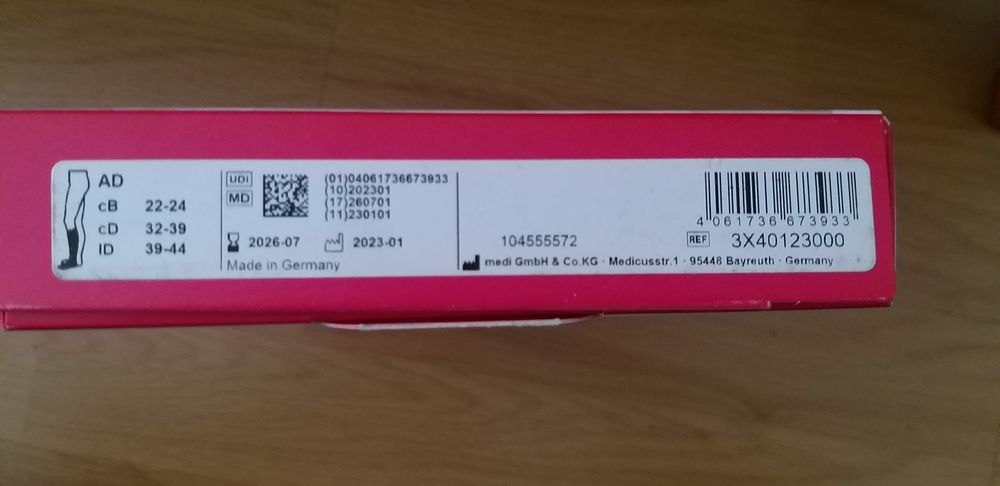 AD
cB 22-24
cD 32-39
lD 39-44
UDI
MD
(01)04061736673933
(10)202301
(17)260701
(11)230101
2026-07 2023-01
Made in Germany
104555572
medi GmbH & Co.KG · Medicusstr.1 · 95448 Bayreuth · Germany
4 061736 673933
REF 3X40123000